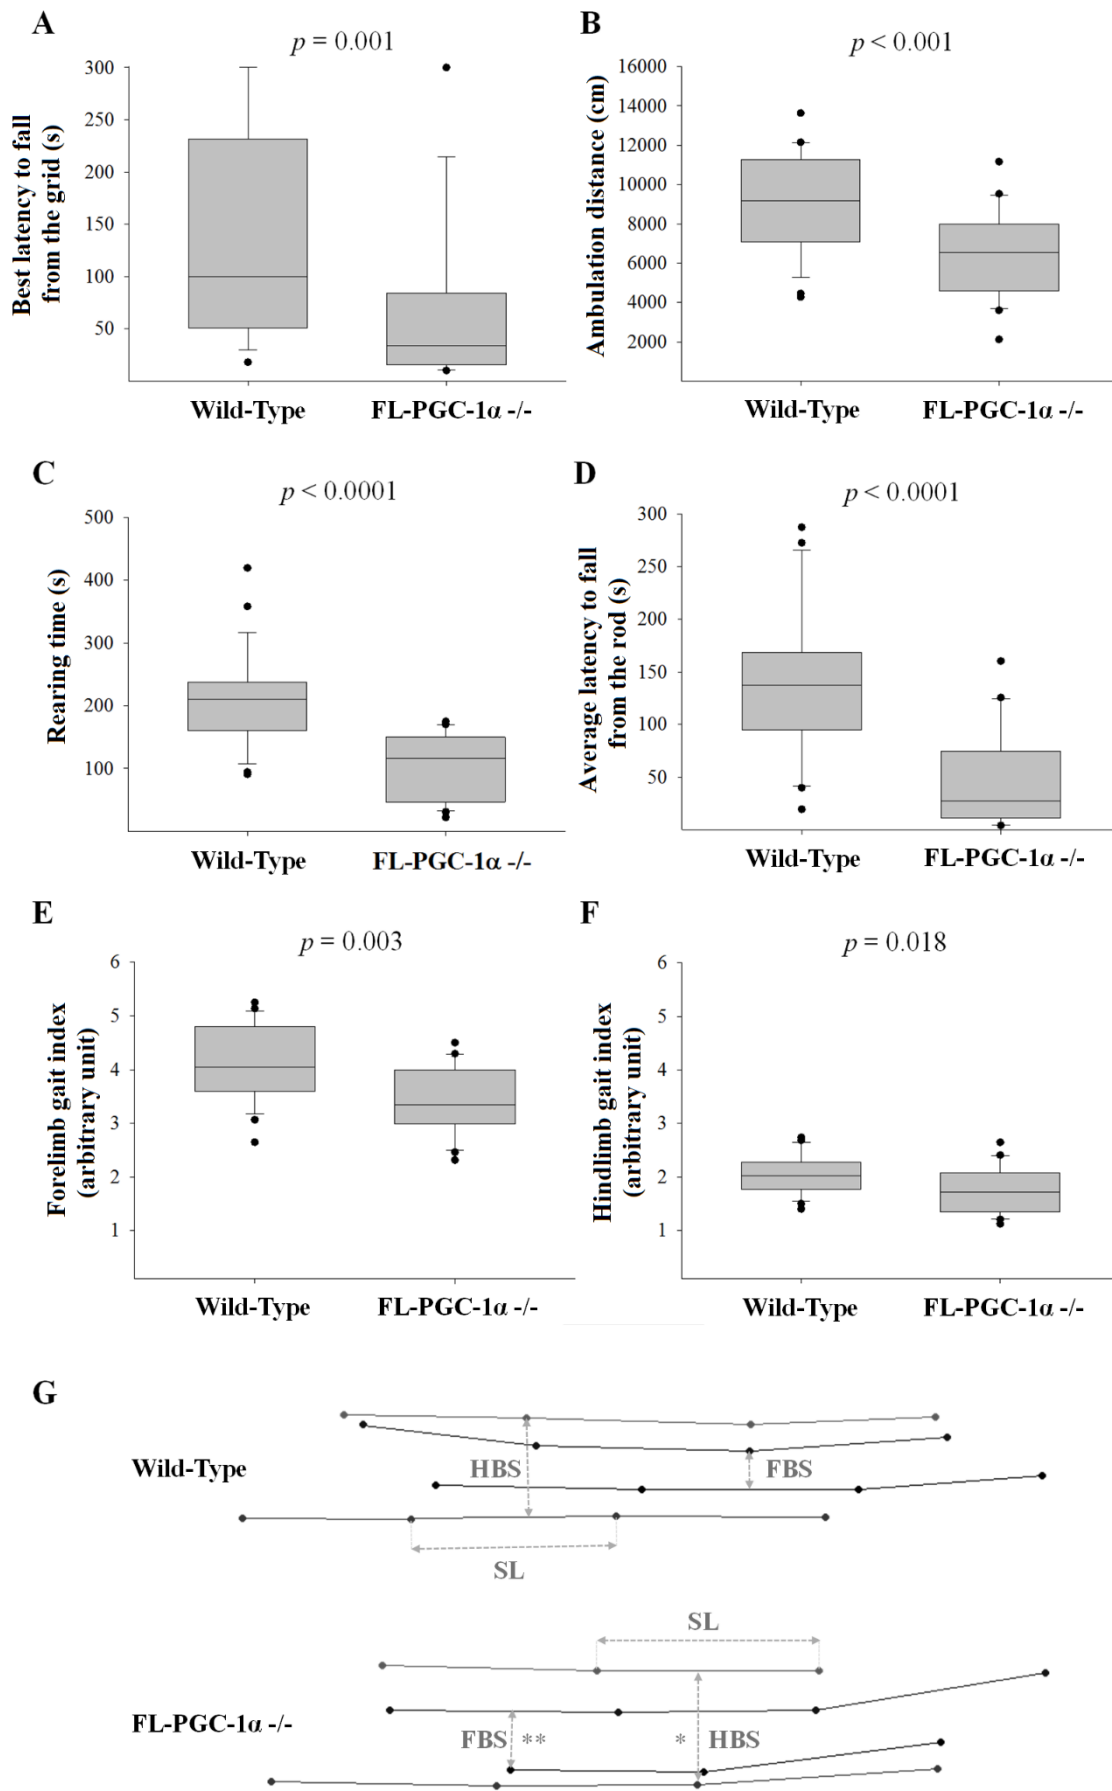 A
p = 0.001
Best latency to fall
from the grid (s)
300
250
200
150
100
50
Wild-Type
FL-PGC-1α -/-
B
p < 0.001
Ambulation distance (cm)
16000
14000
12000
10000
8000
6000
4000
2000
Wild-Type
FL-PGC-1α -/-
C
p < 0.0001
Rearing time (s)
500
400
300
200
100
Wild-Type
FL-PGC-1α -/-
D
p < 0.0001
Average latency to fall
from the rod (s)
300
250
200
150
100
50
Wild-Type
FL-PGC-1α -/-
E
p = 0.003
Forelimb gait index
(arbitrary unit)
6
5
4
3
2
1
Wild-Type
FL-PGC-1α -/-
F
p = 0.018
Hindlimb gait index
(arbitrary unit)
6
5
4
3
2
1
Wild-Type
FL-PGC-1α -/-
G
Wild-Type
HBS
FBS
SL
SL
FL-PGC-1α -/-
FBS **
* HBS